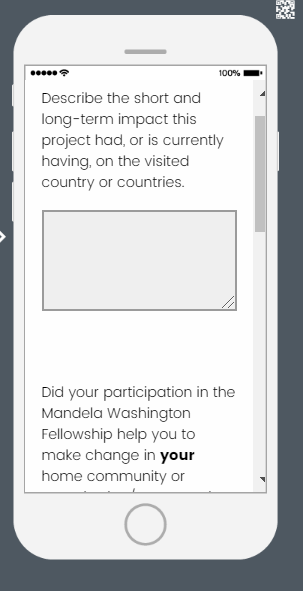 100%
Describe the short and
long-term impact this
project had, or is currently
having, on the visited
country or countries.
Did your participation in the
Mandela Washington
Fellowship help you to
make change in your
home community or